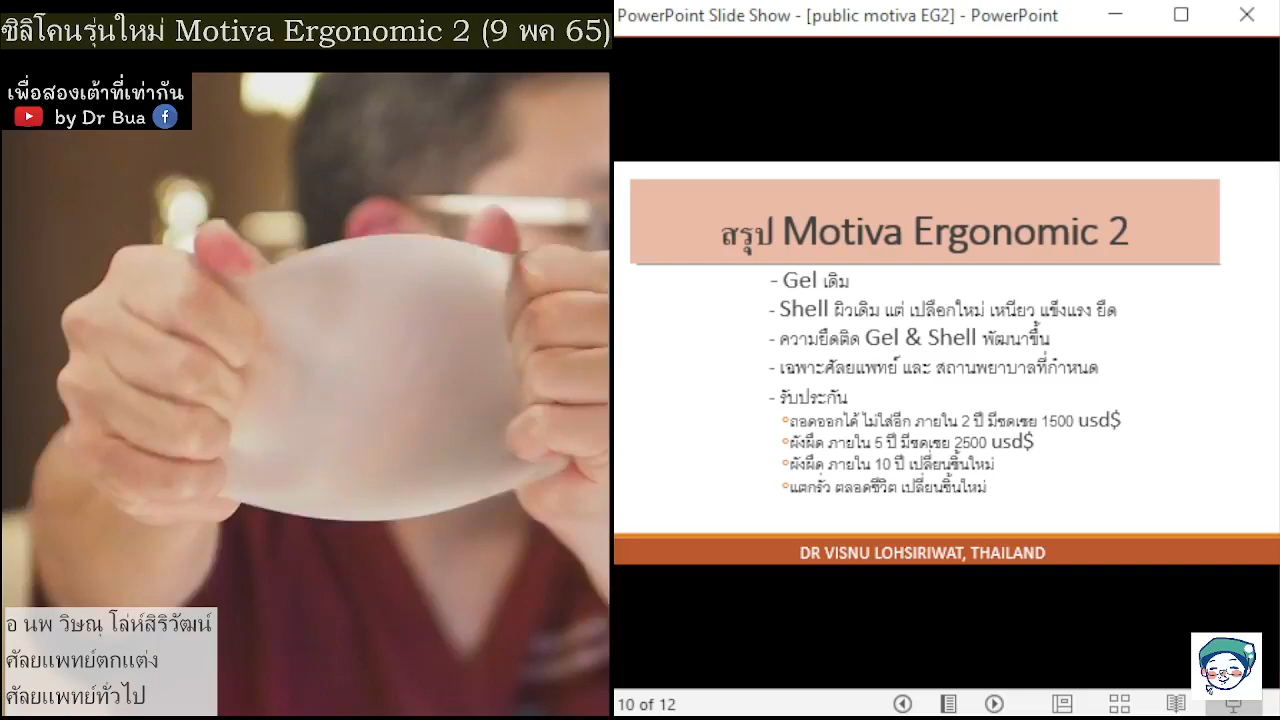 ซิลิโคนรุ่นใหม่ Motiva Ergonomic 2 (9 พค 65)
เพื่อสองเต้าที่เท่ากัน
by Dr Bua
อ นพ วิษณุ โล่ห์สิริวัฒน์
ศัลยแพทย์ตกแต่ง
ศัลยแพทย์ทั่วไป
PowerPoint Slide Show - [public motiva EG2] - PowerPoint
สรุป Motiva Ergonomic 2
- Gel เดิม
- Shell ผิวเดิม แต่ เปลือกใหม่ เหนียว แข็งแรง ยืด
- ความยึดติด Gel & Shell พัฒนาขึ้น
- เฉพาะศัลยแพทย์ และ สถานพยาบาลที่กำหนด
- รับประกัน
ถอดออกได้ ไม่ใส่อีก ภายใน 2 ปี มีชดเชย 1500 usd$
ผังผืด ภายใน 5 ปี มีชดเชย 2500 usd$
ผังผืด ภายใน 10 ปี เปลี่ยนชิ้นใหม่
แตกรั่ว ตลอดชีวิต เปลี่ยนชิ้นใหม่
DR VISNU LOHSIRIWAT, THAILAND
10 of 12